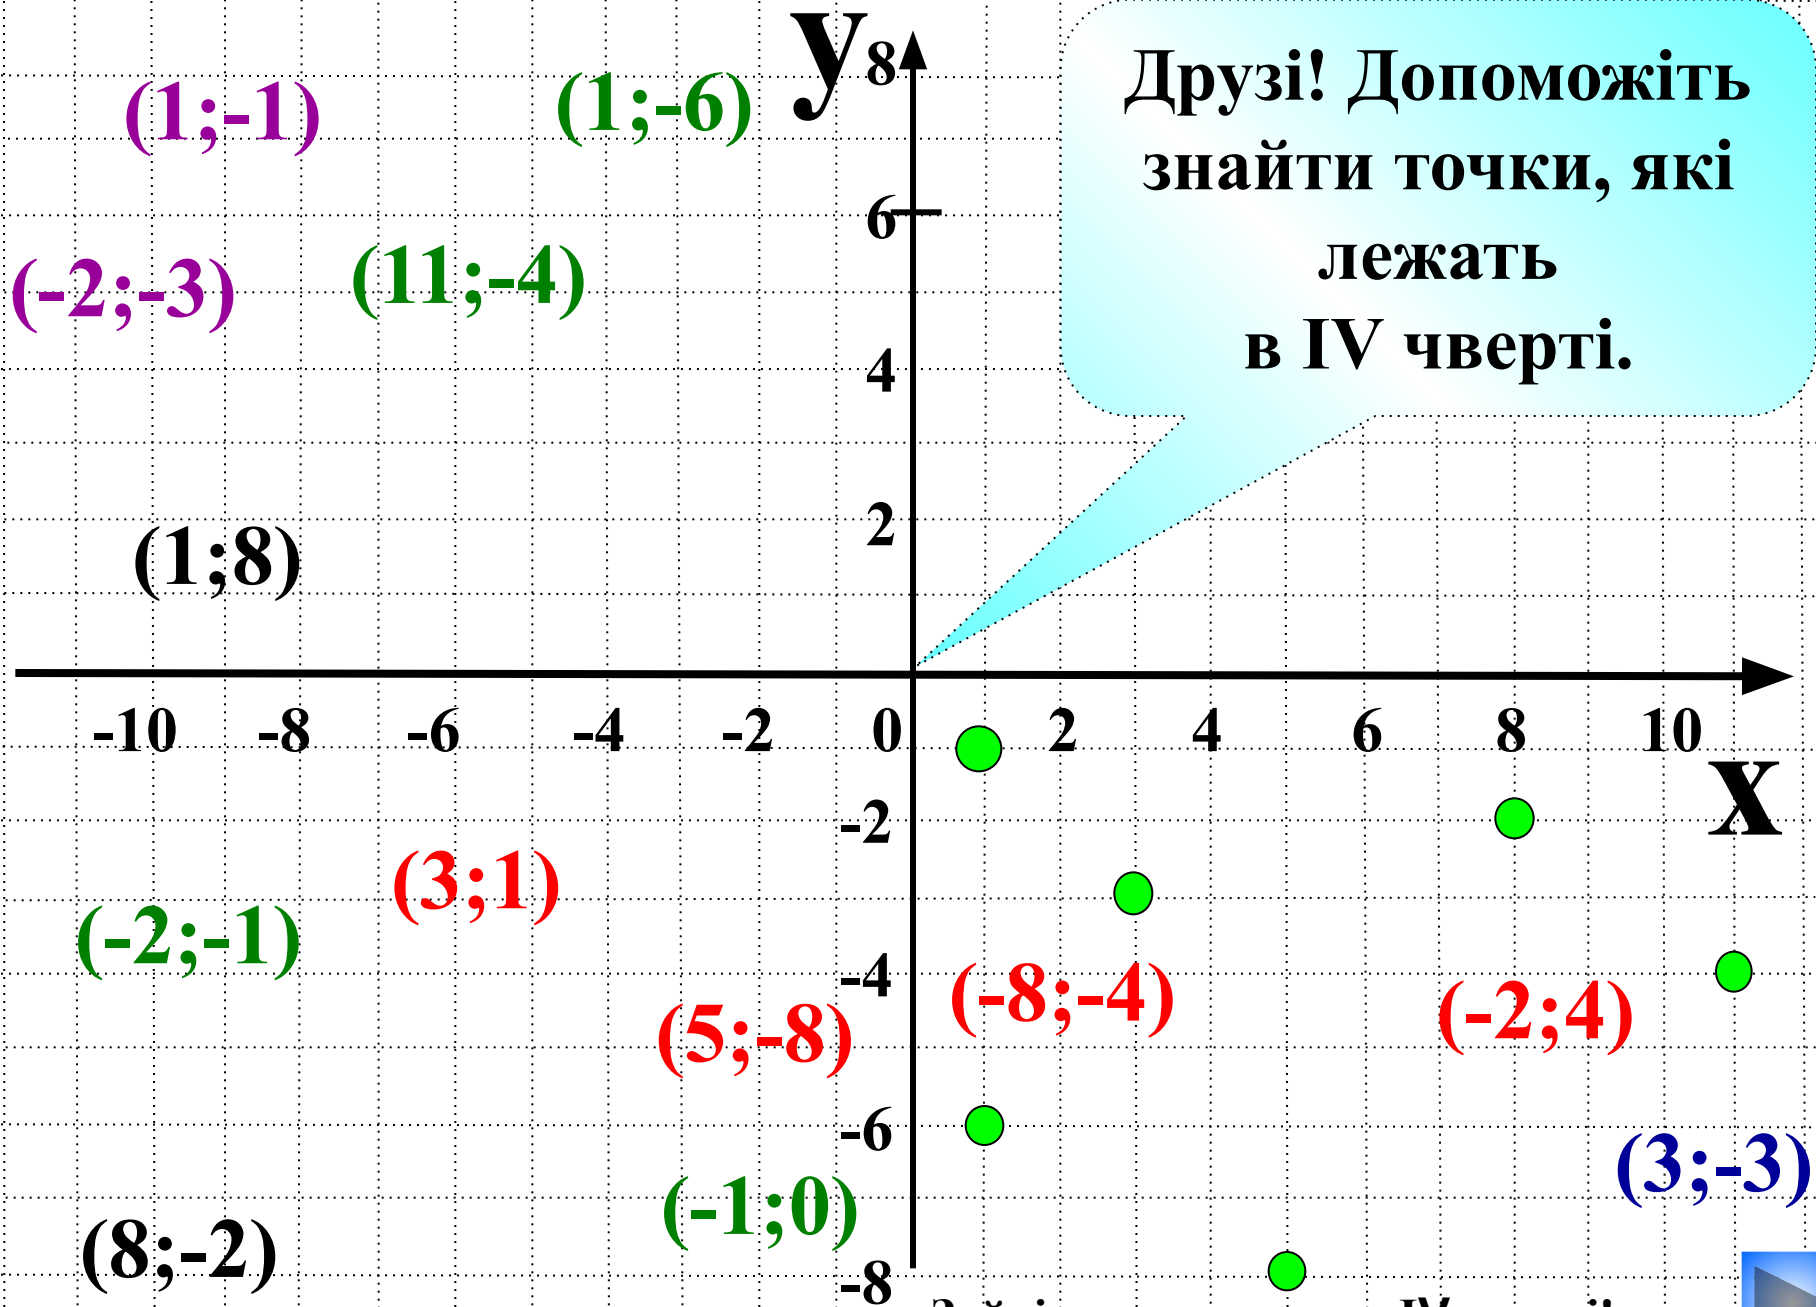 y
8
Друзі! Допоможіть
знайти точки, які
лежать
в IV чверті.
(1;-1)
(1;-6)
6
(-2;-3)
(11;-4)
4
2
(1;8)
-10 -8 -6 -4 -2 0 2 4 6 8 10
x
-2
(3;1)
(-2;-1)
-4
(-8;-4)
(-2;4)
(5;-8)
-6
(3;-3)
(-1;0)
(8;-2)
-8
IV